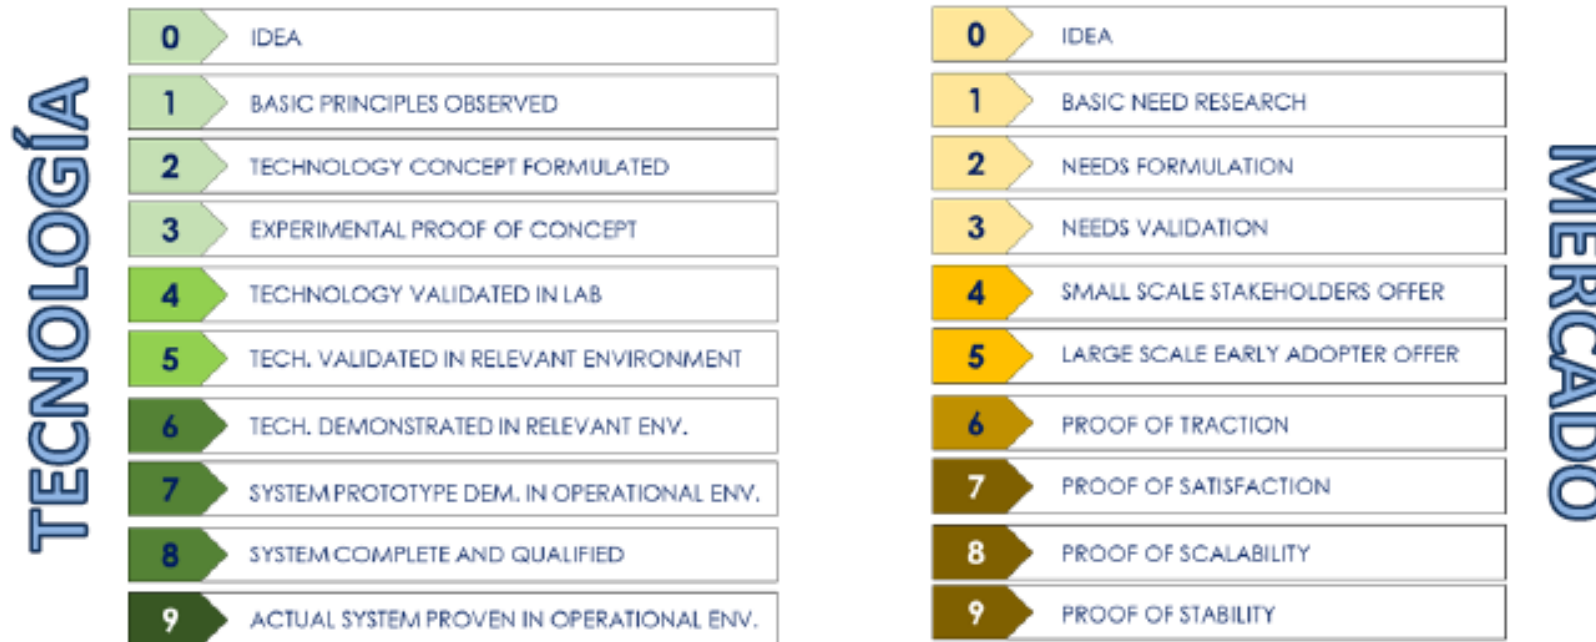 TECNOLOGÍA
0 IDEA
1 BASIC PRINCIPLES OBSERVED
2 TECHNOLOGY CONCEPT FORMULATED
3 EXPERIMENTAL PROOF OF CONCEPT
4 TECHNOLOGY VALIDATED IN LAB
5 TECH. VALIDATED IN RELEVANT ENVIRONMENT
6 TECH. DEMONSTRATED IN RELEVANT ENV.
7 SYSTEM PROTOTYPE DEM. IN OPERATIONAL ENV.
8 SYSTEM COMPLETE AND QUALIFIED
9 ACTUAL SYSTEM PROVEN IN OPERATIONAL ENV.
0 IDEA
1 BASIC NEED RESEARCH
2 NEEDS FORMULATION
3 NEEDS VALIDATION
4 SMALL SCALE STAKEHOLDERS OFFER
5 LARGE SCALE EARLY ADOPTER OFFER
6 PROOF OF TRACTION
7 PROOF OF SATISFACTION
8 PROOF OF SCALABILITY
9 PROOF OF STABILITY
MERCADO